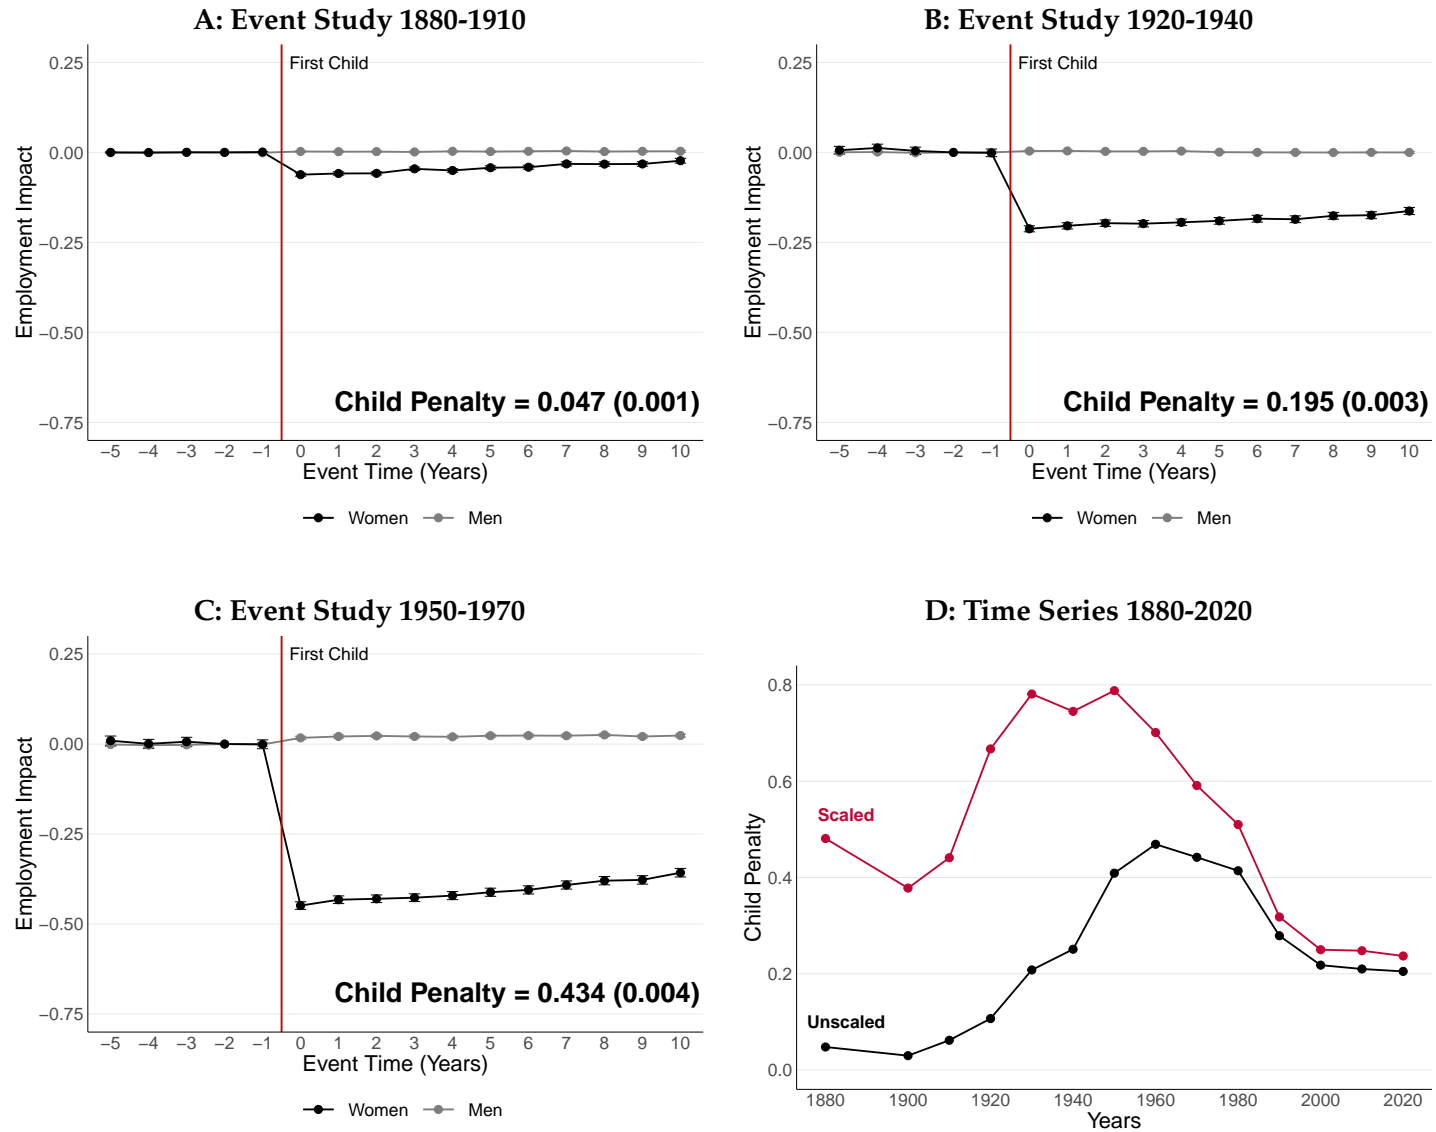 A: Event Study 1880-1910
First Child
Employment Impact
0.25
0.00
−0.25
−0.50
−0.75
Child Penalty = 0.047 (0.001)
−5 −4 −3 −2 −1 0 1 2 3 4 5 6 7 8 9 10
Event Time (Years)
Women Men
B: Event Study 1920-1940
First Child
Employment Impact
0.25
0.00
−0.25
−0.50
−0.75
Child Penalty = 0.195 (0.003)
−5 −4 −3 −2 −1 0 1 2 3 4 5 6 7 8 9 10
Event Time (Years)
Women Men
C: Event Study 1950-1970
First Child
Employment Impact
0.25
0.00
−0.25
−0.50
−0.75
Child Penalty = 0.434 (0.004)
−5 −4 −3 −2 −1 0 1 2 3 4 5 6 7 8 9 10
Event Time (Years)
Women Men
D: Time Series 1880-2020
Child Penalty
0.8
0.6
0.4
0.2
0.0
Scaled
Unscaled
1880 1900 1920 1940 1960 1980 2000 2020
Years